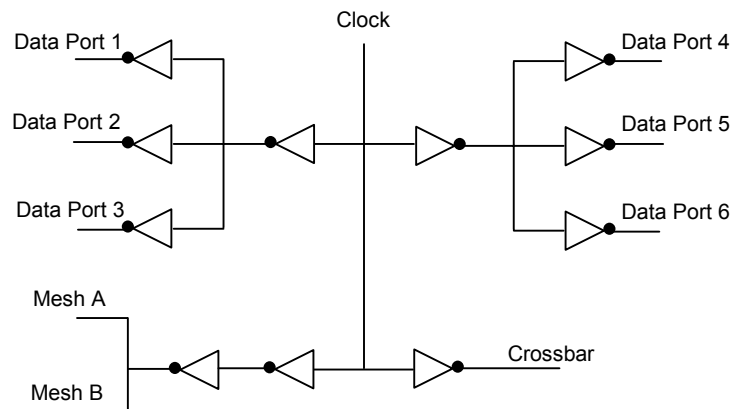 Clock
Data Port 1
Data Port 4
Data Port 2
Data Port 5
Data Port 3
Data Port 6
Mesh A
Crossbar
Mesh B